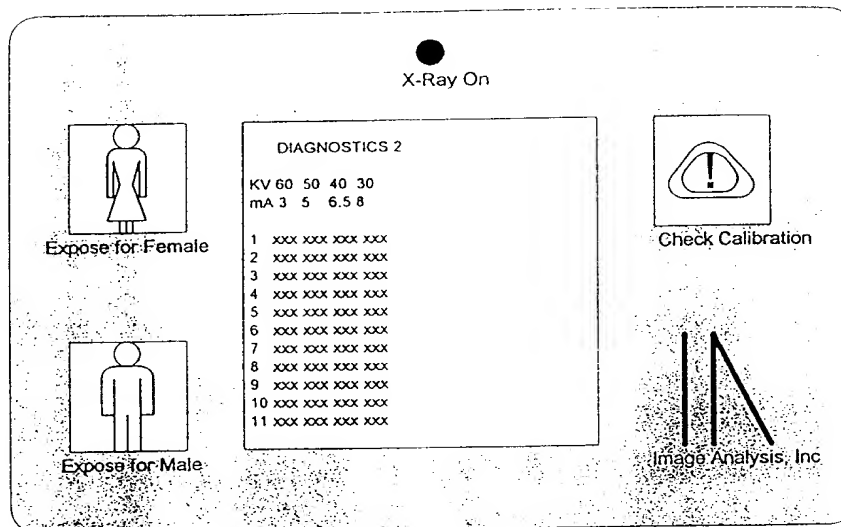 X-Ray On
DIAGNOSTICS 2
KV 60 50 40 30
mA 3 5 6.5 8
1 xxx xxx xxx xxx
2 xxx xxx xxx xxx
3 xxx xxx xxx xxx
4 xxx xxx xxx xxx
5 xxx xxx xxx xxx
6 xxx xxx xxx xxx
7 xxx xxx xxx xxx
8 xxx xxx xxx xxx
9 xxx xxx xxx xxx
10 xxx xxx xxx xxx
11 xxx xxx xxx xxx
Expose for Female
Expose for Male
!
Check Calibration
Image Analysis, Inc